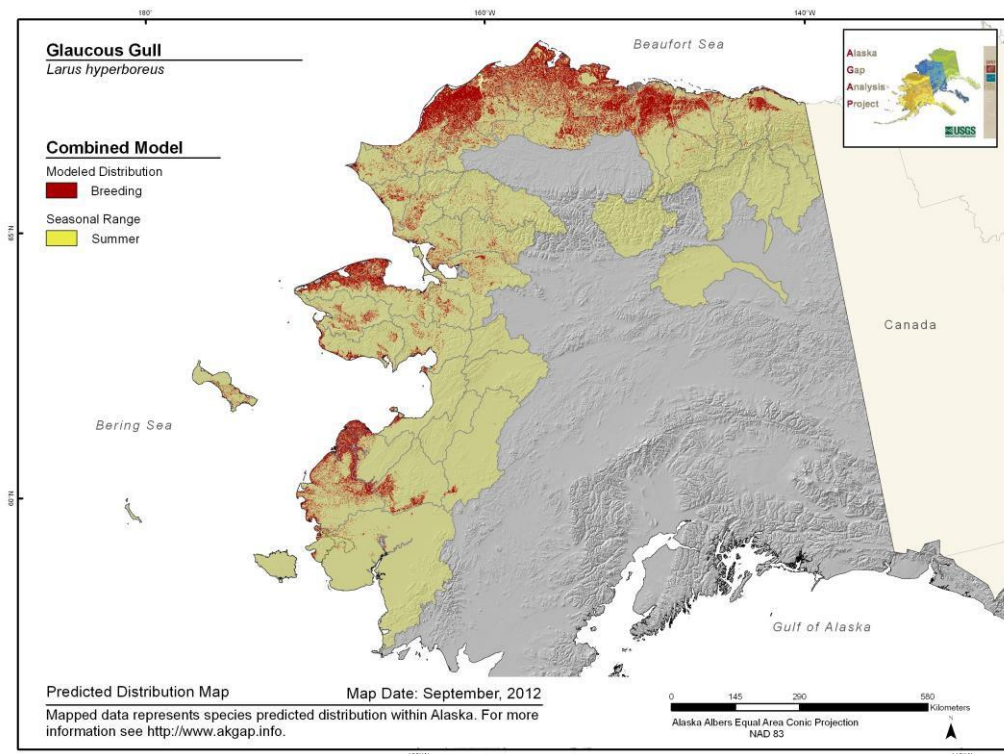 180°
160°
140°
Glaucous Gull
Larus hyperboreus
Beaufort Sea
Alaska
Gap
Analysis
Project
USGS
Combined Model
Modeled Distribution
Breeding
Seasonal Range
Summer
65°N
Canada
Bering Sea
60°N
Gulf of Alaska
Predicted Distribution Map
Map Date: September, 2012
Mapped data represents species predicted distribution within Alaska. For more
information see http://www.akgap.info.
0 145 290 580
Kilometers
Alaska Albers Equal Area Conic Projection
NAD 83
N